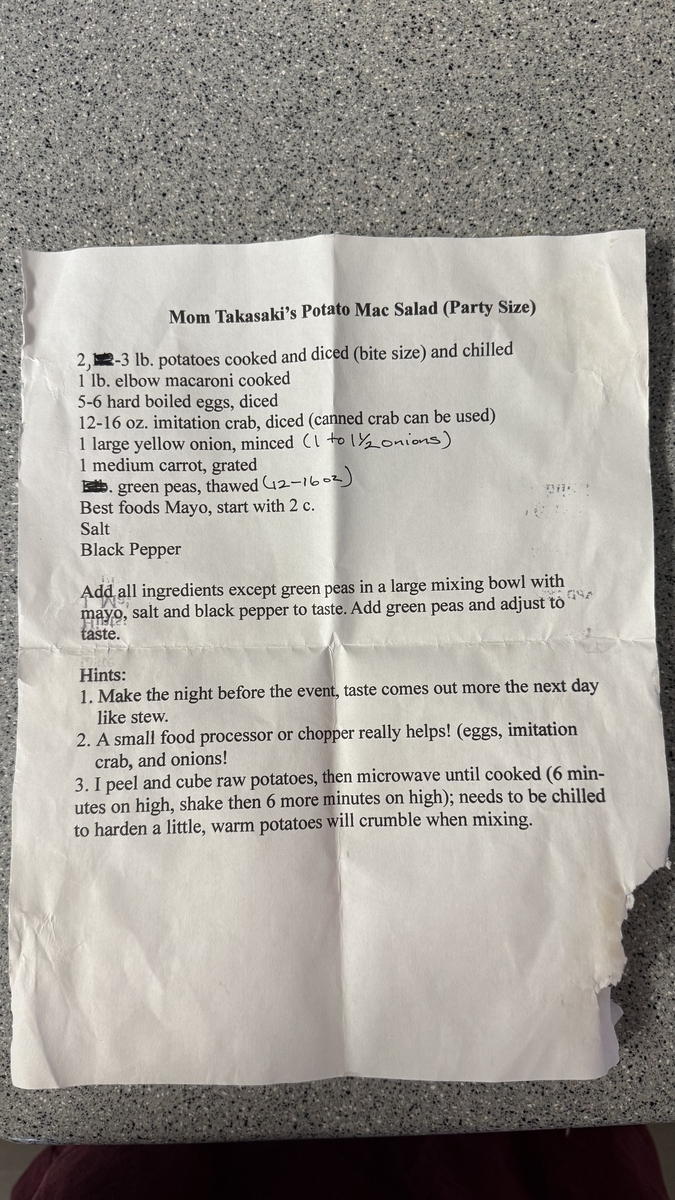 Mom Takasaki's Potato Mac Salad (Party Size)
2, -3 lb. potatoes cooked and diced (bite size) and chilled
1 lb. elbow macaroni cooked
5-6 hard boiled eggs, diced
12-16 oz. imitation crab, diced (canned crab can be used)
1 large yellow onion, minced (1 to 1½ onions)
1 medium carrot, grated
. green peas, thawed (12-16 oz)
Best foods Mayo, start with 2 c.
Salt
Black Pepper
Add all ingredients except green peas in a large mixing bowl with
mayo, salt and black pepper to taste. Add green peas and adjust to
taste.
Hints:
1. Make the night before the event, taste comes out more the next day
like stew.
2. A small food processor or chopper really helps! (eggs, imitation
crab, and onions!
3. I peel and cube raw potatoes, then microwave until cooked (6 min-
utes on high, shake then 6 more minutes on high); needs to be chilled
to harden a little, warm potatoes will crumble when mixing.